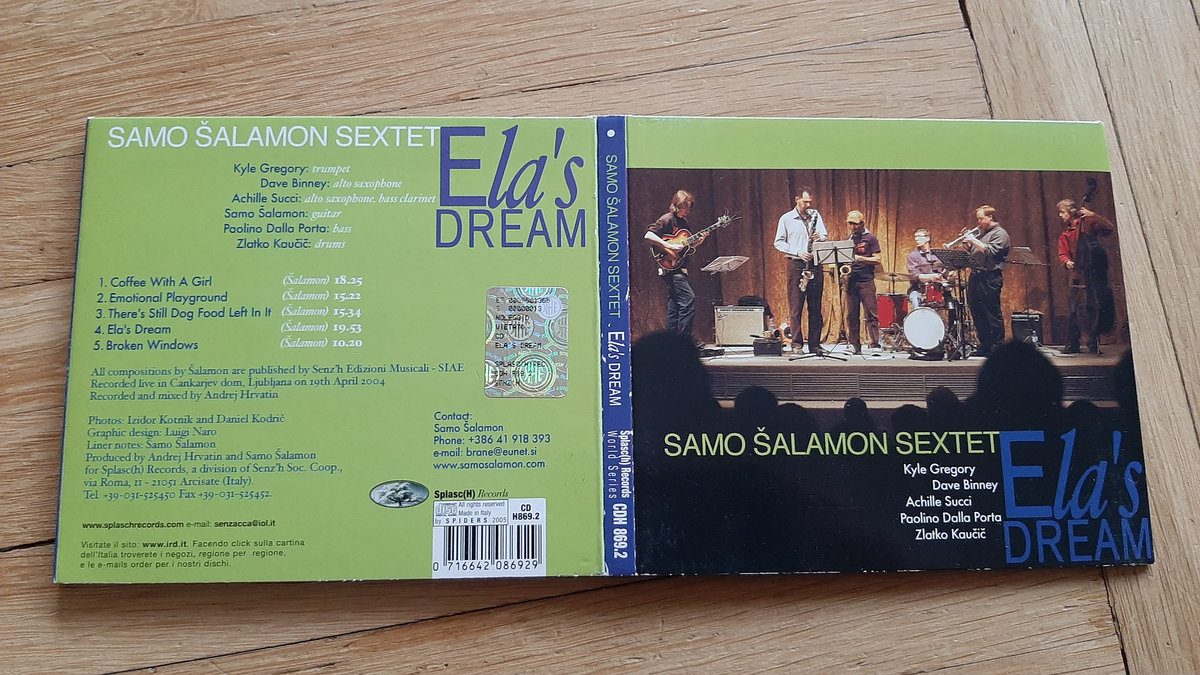 SAMO ŠALAMON SEXTET
Ela's
DREAM
Kyle Gregory: trumpet
Dave Binney: alto saxophone
Achille Succi: alto saxophone, bass clarinet
Samo Šalamon: guitar
Paolino Dalla Porta: bass
Zlatko Kaučič: drums
1. Coffee With A Girl (Šalamon) 18.25
2. Emotional Playground (Šalamon) 15.22
3. There's Still Dog Food Left In It (Šalamon) 15.34
4. Ela's Dream (Šalamon) 19.53
5. Broken Windows (Šalamon) 10.20
All compositions by Šalamon are published by Senz'h Edizioni Musicali - SIAE
Recorded live in Cankarjev dom, Ljubljana on 19th April 2004
Recorded and mixed by Andrej Hrvatin
Photos: Izidor Kotnik and Daniel Kodrič
Graphic design: Luigi Naro
Liner notes: Samo Šalamon
Produced by Andrej Hrvatin and Samo Šalamon
for Splasc(h) Records, a division of Senz'h Soc. Coop.,
via Roma, 11 - 21051 Arcisate (Italy).
Tel +39-031-525450 Fax +39-031-525452.
www.splaschrecords.com e-mail: senzacca@iol.it
Visitate il sito: www.ird.it. Facendo click sulla cartina
dell'Italia troverete i negozi, regione per regione,
e le e-mails order per i nostri dischi.
NOLEGGIO
VIETATO
CD
ELA'S DREAM
Contact:
Samo Šalamon
Phone: +386 41 918 393
e-mail: brane@eunet.si
www.samosalamon.com
Splasc(H) Records
All rights reserved
Made in Italy
by SPIDERS 2005
CD
H869.2
0 716642 086929
SAMO ŠALAMON SEXTET . Ela's DREAM
Splasc(h) Records
World Series
CDH 869.2
SAMO ŠALAMON SEXTET
Ela's
DREAM
Kyle Gregory
Dave Binney
Achille Succi
Paolino Dalla Porta
Zlatko Kaučič